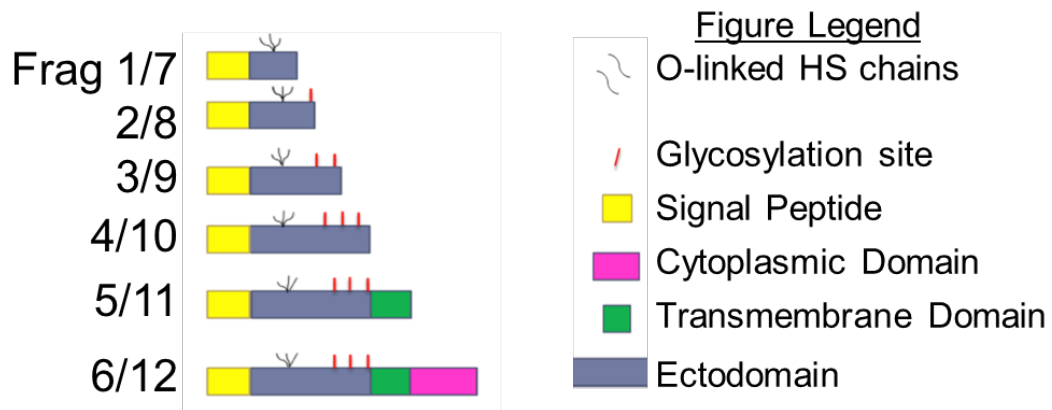 Frag 1/7
2/8
3/9
4/10
5/11
6/12
Figure Legend
O-linked HS chains
Glycosylation site
Signal Peptide
Cytoplasmic Domain
Transmembrane Domain
Ectodomain